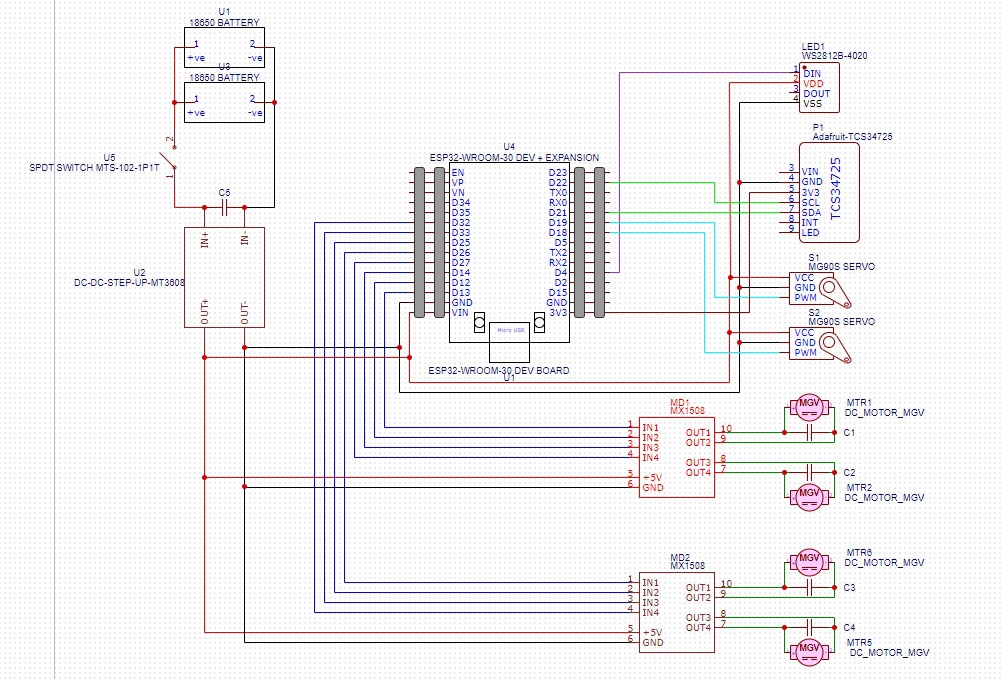 U1
18650 BATTERY
1 2
+ve -ve
U3
18650 BATTERY
1 2
+ve -ve
2
U5
SPDT SWITCH MTS-102-1P1T
1
C5
IN+ IN-
U2
DC-DC-STEP-UP-MT3608
OUT+ OUT-
U4
ESP32-WROOM-30 DEV + EXPANSION
EN D23
VP D22
VN TX0
D34 RX0
D35 D21
D32 D19
D33 D18
D25 D5
D26 TX2
D27 RX2
D14 D4
D12 D2
D13 D15
GND GND
VIN 3V3
Micro USB
ESP32-WROOM-30 DEV BOARD
U1
LED1
WS2812B-4020
1 DIN
2 VDD
3 DOUT
4 VSS
P1
Adafruit-TCS34725
3 VIN
4 GND
5 3V3
6 SCL
7 SDA
8 INT
9 LED
TCS34725
S1
MG90S SERVO
VCC
GND
PWM
S2
MG90S SERVO
VCC
GND
PWM
MD1
MX1508
1 IN1 OUT1 10
2 IN2 OUT2 9
3 IN3 OUT3 8
4 IN4 OUT4 7
5 +5V
6 GND
MGV
MTR1
DC_MOTOR_MGV
C1
C2
MGV
MTR2
DC_MOTOR_MGV
MD2
MX1508
1 IN1 OUT1 10
2 IN2 OUT2 9
3 IN3 OUT3 8
4 IN4 OUT4 7
5 +5V
6 GND
MGV
MTR6
DC_MOTOR_MGV
C3
C4
MGV
MTR5
DC_MOTOR_MGV